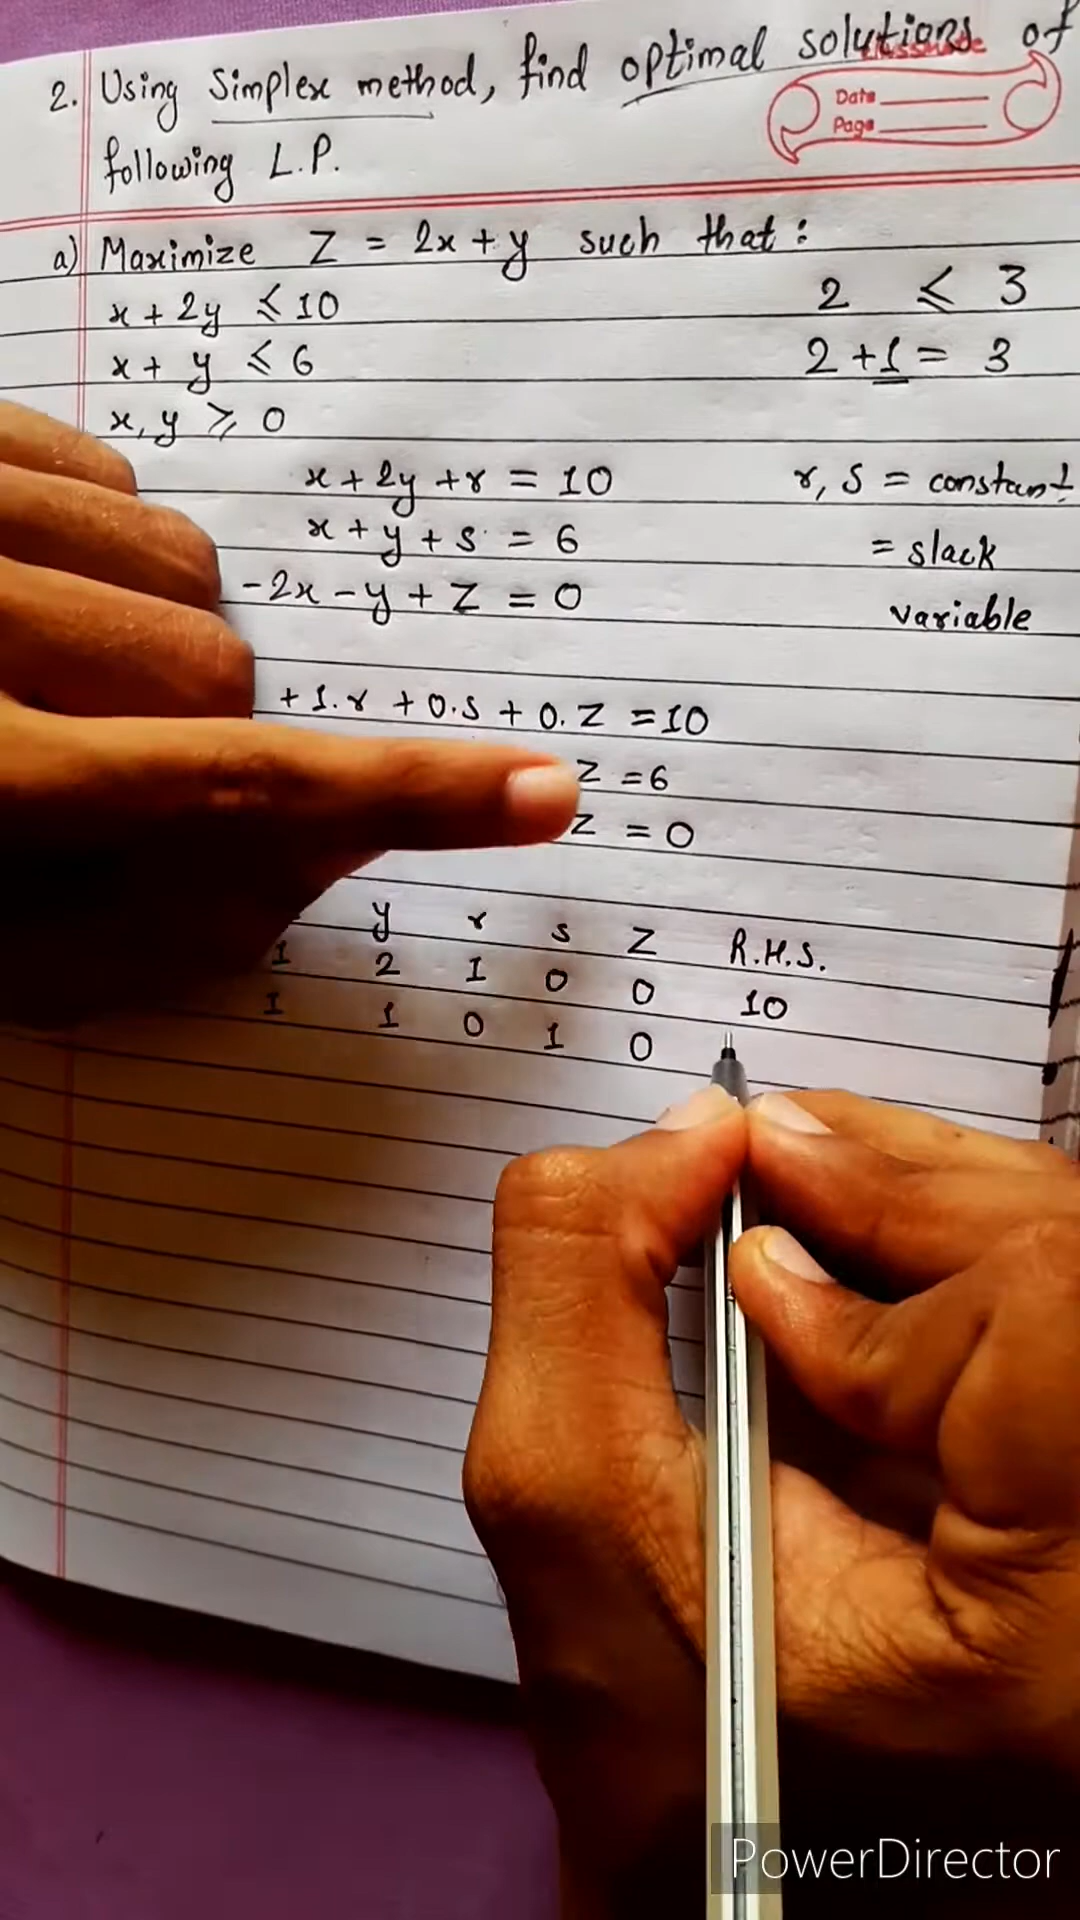 2. Using Simplex method, find optimal solutions of
classmate
Date
Page
following L.P.
a) Maximize Z = 2x + y such that :
x + 2y ⩽ 10
2 ⩽ 3
x + y ⩽ 6
2 + 1 = 3
x, y ⩾ 0
x + 2y + r = 10
r, s = constant
x + y + s = 6
= slack
-2x - y + Z = 0
variable
+ 1.r + 0.s + 0. Z = 10
Z = 6
Z = 0
y r s Z R.H.S.
1 2 1 0 0 10
1 1 0 1 0
PowerDirector